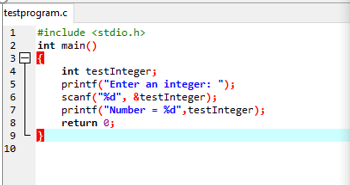 testprogram.c
1 #include <stdio.h>
2 int main()
3 {
4 int testInteger;
5 printf("Enter an integer: ");
6 scanf("%d", &testInteger);
7 printf("Number = %d",testInteger);
8 return 0;
9 }
10